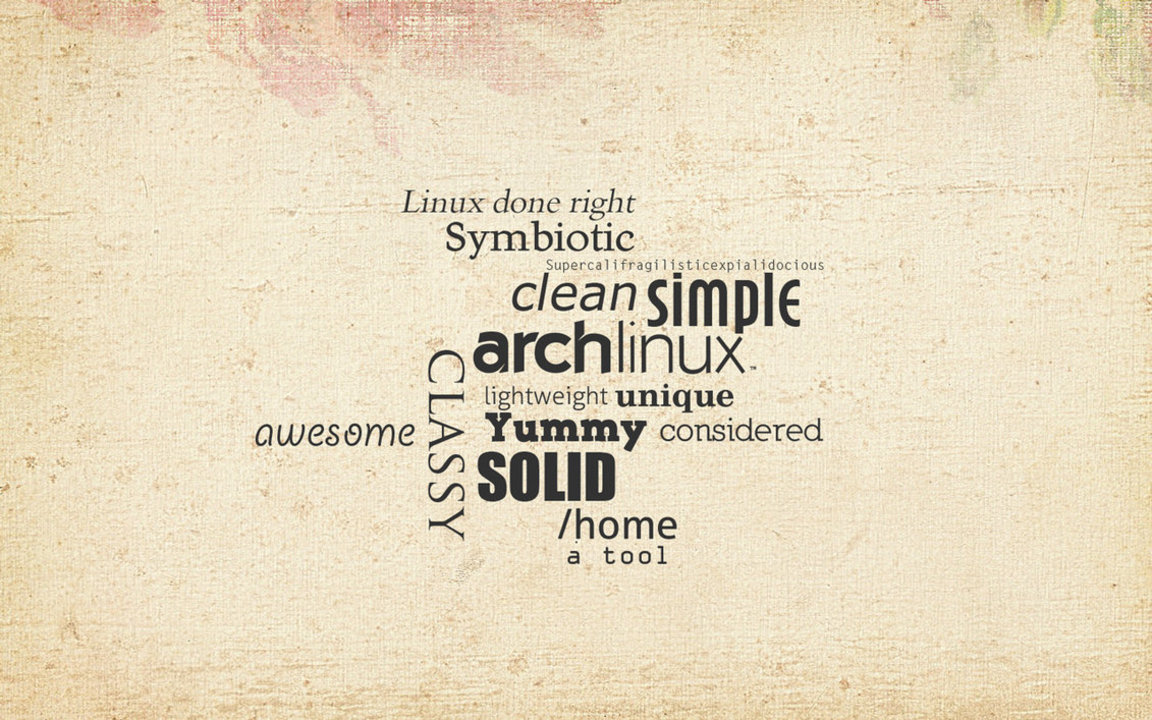 Linux done right
Symbiotic
Supercalifragilisticexpialidocious
clean simple
archlinux™
CLASSY
lightweight unique
awesome
Yummy considered
SOLID
/home
a tool